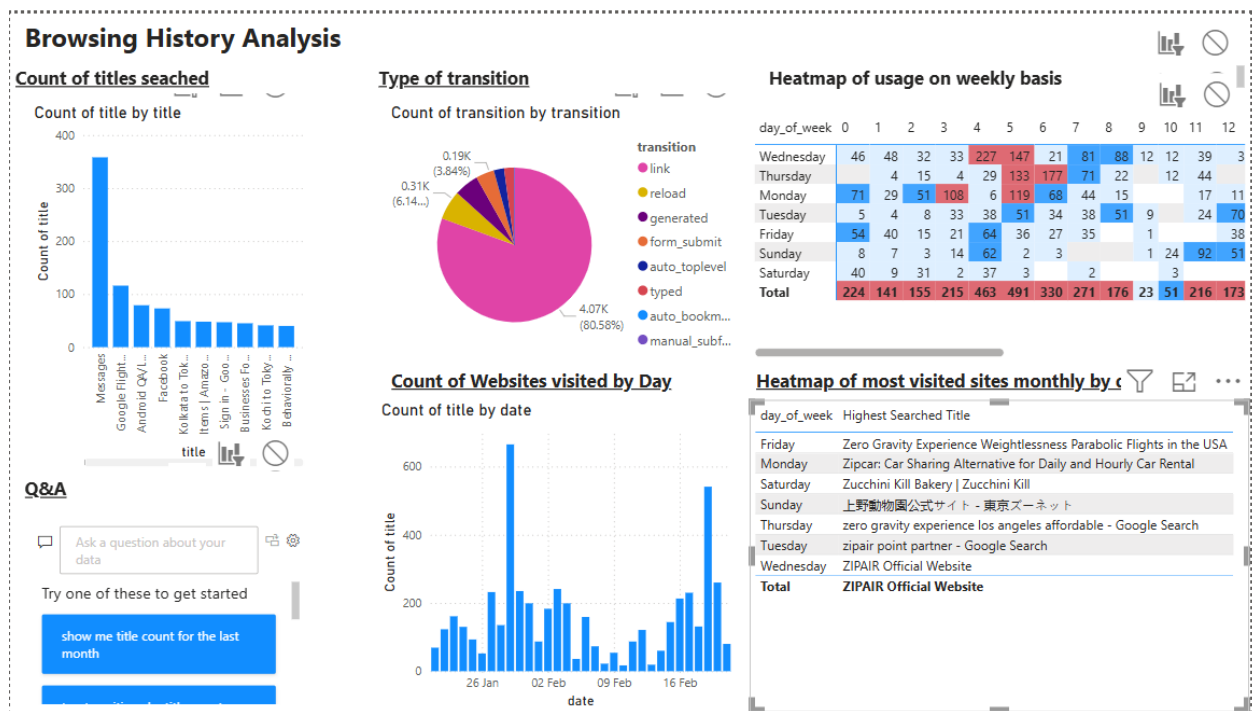 Browsing History Analysis
Count of titles seached
Count of title by title
400
300
200
100
0
Count of title
Messages
Google Flight...
Android QA/L...
Facebook
Kolkata to Tok...
Items | Amazo...
Sign in - Goo...
Businesses Fo...
Kochi to Toky...
Behaviorally ...
title
Q&A
Ask a question about your
data
Try one of these to get started
show me title count for the last
month
Type of transition
Count of transition by transition
0.19K
(3.84%)
0.31K
(6.14...)
4.07K
(80.58%)
transition
link
reload
generated
form_submit
auto_toplevel
typed
auto_bookm...
manual_subf...
Count of Websites visited by Day
Count of title by date
600
400
200
0
Count of title
26 Jan 02 Feb 09 Feb 16 Feb
date
Heatmap of usage on weekly basis
day_of_week 0 1 2 3 4 5 6 7 8 9 10 11 12
Wednesday 46 48 32 33 227 147 21 81 88 12 12 39 3
Thursday 4 15 4 29 133 177 71 22 12 44
Monday 71 29 51 108 6 119 68 44 15 17 11
Tuesday 5 4 8 33 38 51 34 38 51 9 24 70
Friday 54 40 15 21 64 36 27 35 1 38
Sunday 8 7 3 14 62 2 3 1 24 92 51
Saturday 40 9 31 2 37 3 2 3
Total 224 141 155 215 463 491 330 271 176 23 51 216 173
Heatmap of most visited sites monthly by
day_of_week Highest Searched Title
Friday Zero Gravity Experience Weightlessness Parabolic Flights in the USA
Monday Zipcar: Car Sharing Alternative for Daily and Hourly Car Rental
Saturday Zucchini Kill Bakery | Zucchini Kill
Sunday 上野動物園公式サイト - 東京ズーネット
Thursday zero gravity experience los angeles affordable - Google Search
Tuesday zipair point partner - Google Search
Wednesday ZIPAIR Official Website
Total ZIPAIR Official Website